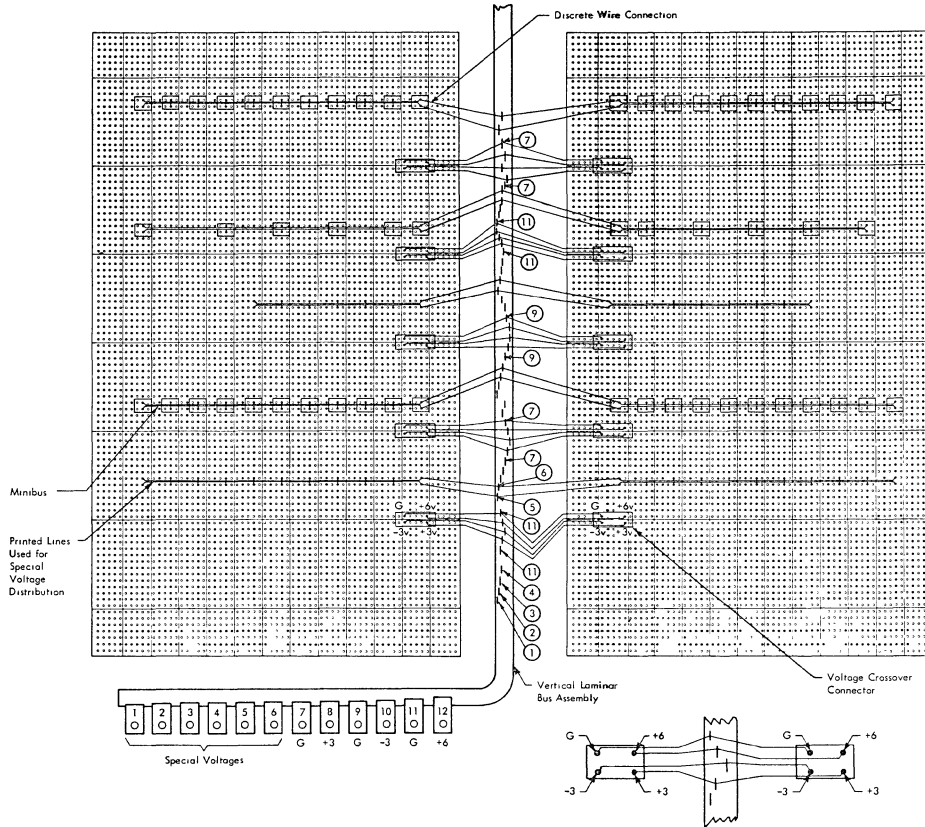 Discrete Wire Connection
7
7
11
11
9
9
7
7
6
5
11
11
4
3
2
1
Minibus
Printed Lines
Used for
Special
Voltage
Distribution
G +6v
-3v +3v
G +6v
-3v +3v
Vertical Laminar
Bus Assembly
Voltage Crossover
Connector
1 2 3 4 5 6 7 8 9 10 11 12
G +3 G -3 G +6
Special Voltages
G +6 G +6
-3 +3 -3 +3